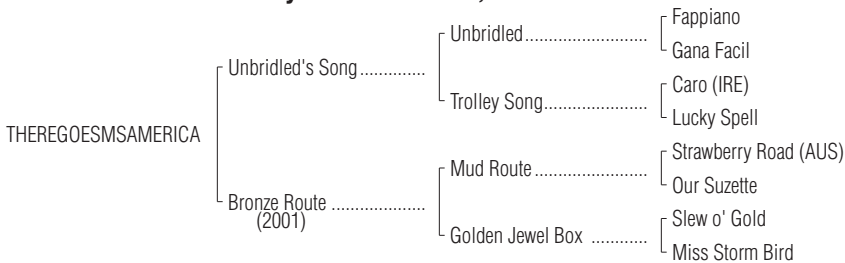 Fappiano
Unbridled..........................
Gana Facil
Unbridled's Song..............
Caro (IRE)
Trolley Song......................
Lucky Spell
THEREGOESMSAMERICA
Strawberry Road (AUS)
Mud Route........................
Our Suzette
Bronze Route ....................
(2001)
Slew o' Gold
Golden Jewel Box ............
Miss Storm Bird